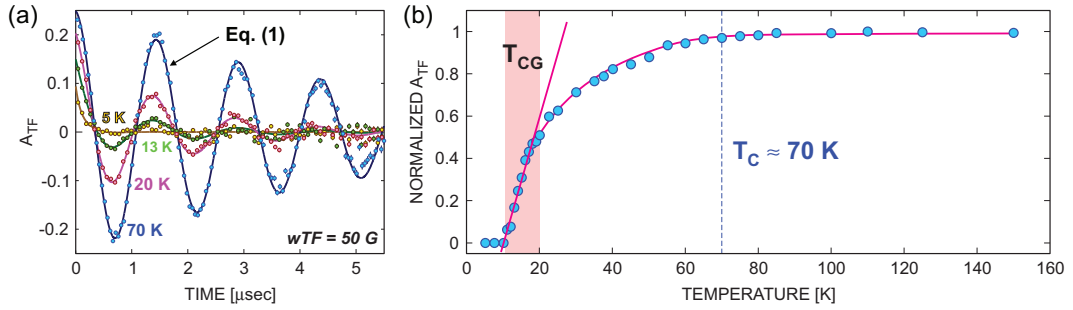 (a)
A_TF
0.2
0.1
0
-0.1
-0.2
Eq. (1)
5 K
13 K
20 K
70 K
wTF = 50 G
0 1 2 3 4 5
TIME [μsec]
(b)
NORMALIZED A_TF
1
0.8
0.6
0.4
0.2
0
T_CG
T_C ≈ 70 K
0 20 40 60 80 100 120 140 160
TEMPERATURE [K]